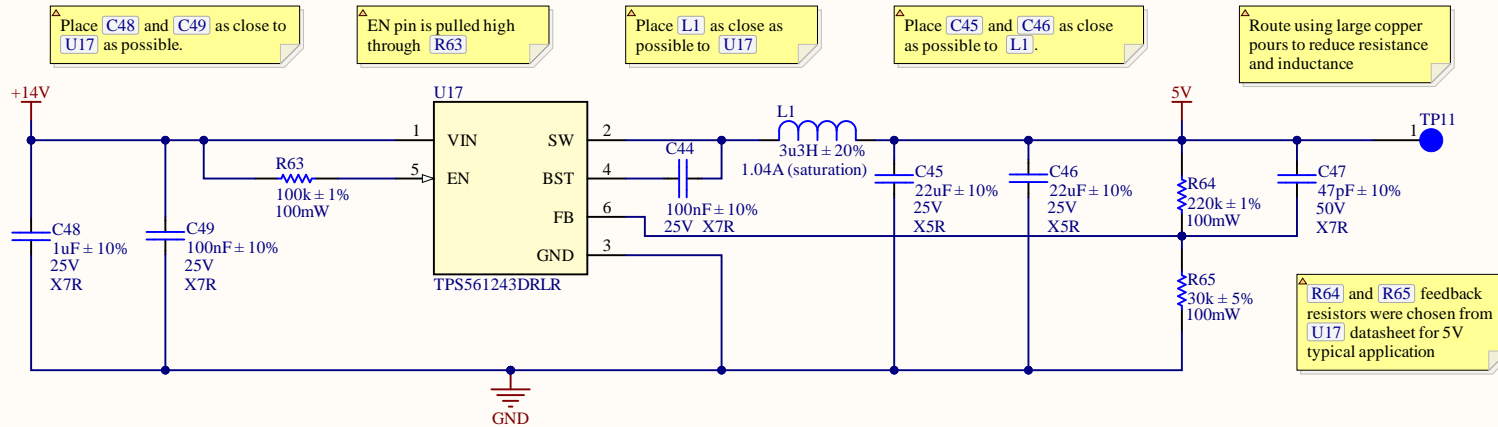 Place C48 and C49 as close to
U17 as possible.
EN pin is pulled high
through R63
Place L1 as close as
possible to U17
Place C45 and C46 as close
as possible to L1.
Route using large copper
pours to reduce resistance
and inductance
+14V
C48
1uF ± 10%
25V
X7R
C49
100nF ± 10%
25V
X7R
R63
100k ± 1%
100mW
U17
1 VIN
5 EN
SW 2
BST 4
FB 6
GND 3
TPS561243DRLR
C44
100nF ± 10%
25V X7R
L1
3u3H ± 20%
1.04A (saturation)
C45
22uF ± 10%
25V
X5R
C46
22uF ± 10%
25V
X5R
5V
R64
220k ± 1%
100mW
C47
47pF ± 10%
50V
X7R
1 TP11
R65
30k ± 5%
100mW
R64 and R65 feedback
resistors were chosen from
U17 datasheet for 5V
typical application
GND